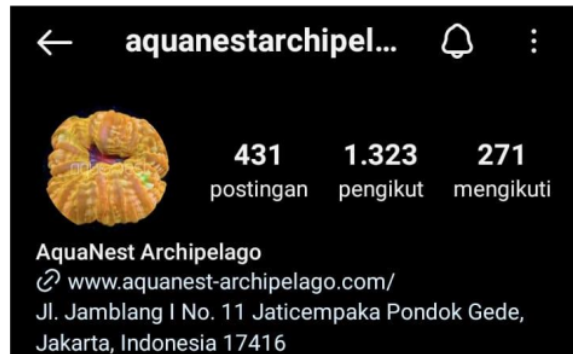 aquanestarchipel...
431 1.323 271
postingan pengikut mengikuti
AquaNest Archipelago
www.aquanest-archipelago.com/
Jl. Jamblang I No. 11 Jaticempaka Pondok Gede,
Jakarta, Indonesia 17416